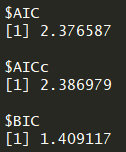 $AIC
[1] 2.376587
$AICc
[1] 2.386979
$BIC
[1] 1.409117